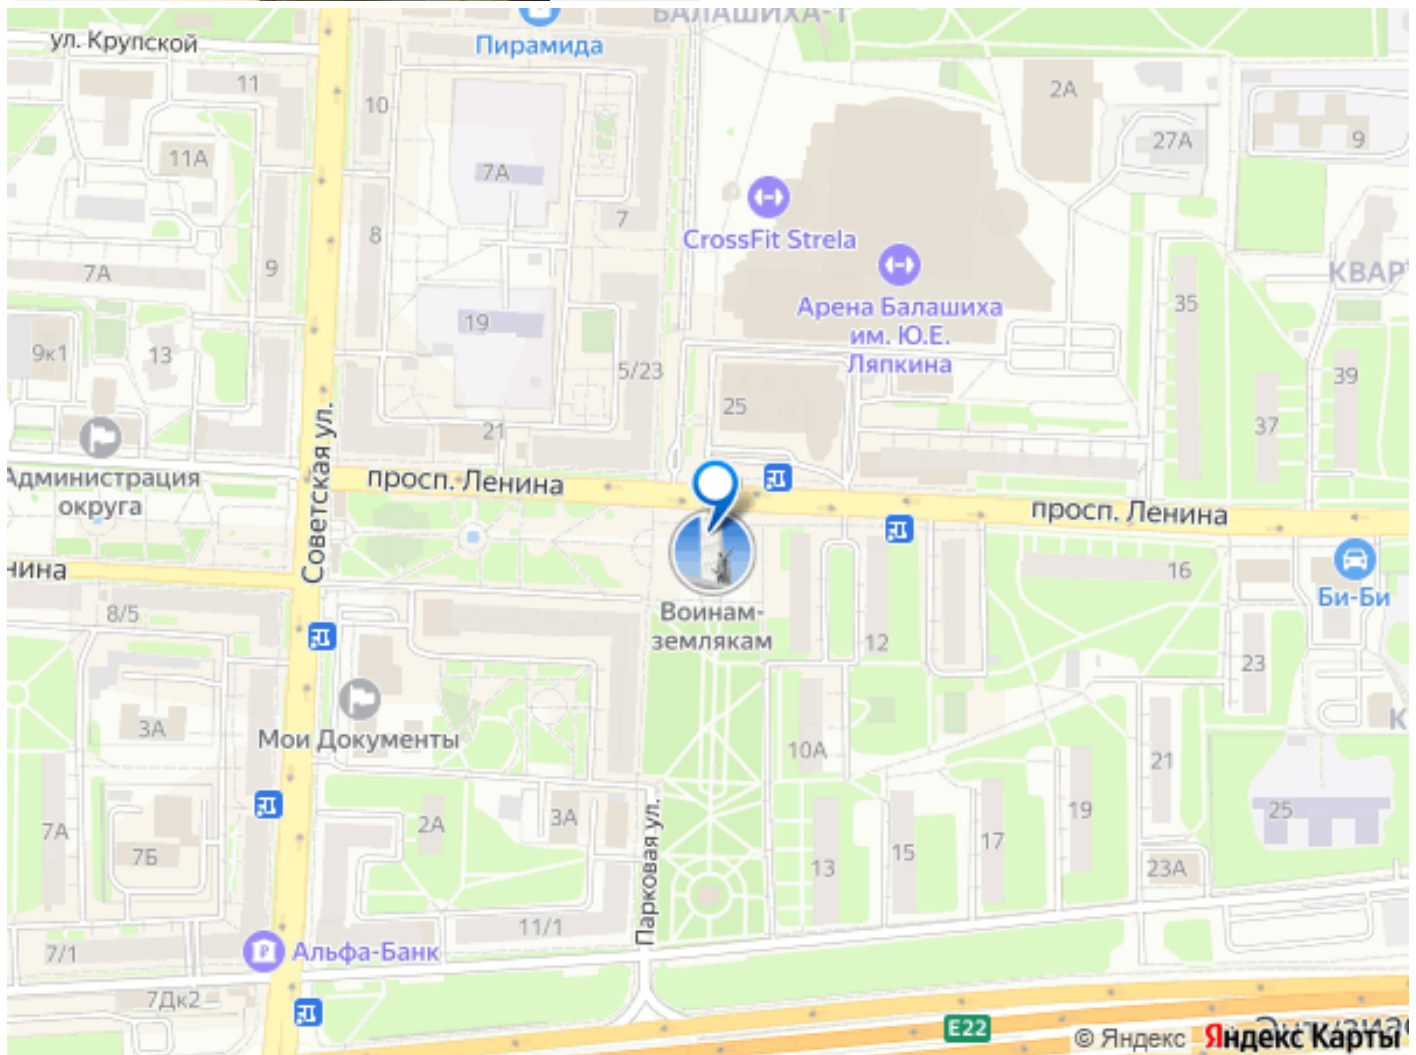 БАЛАШИХА-1
ул. Крупской
Пирамида
11
2А
10
27А
9
11А
7А
7
8
CrossFit Strela
7А
9
КВАР
Арена Балашиха
им. Ю.Е.
Ляпкина
35
19
9к1
13
5/23
39
25
37
21
Советская ул.
Администрация
округа
просп. Ленина
просп. Ленина
нина
16
Би-Би
8/5
Воинам-
землякам
12
23
3А
Мои Документы
10А
21
К
7А
2А
3А
19
25
7Б
15
17
13
23А
Парковая ул.
11/1
7/1
Альфа-Банк
7Дк2
E22
© Яндекс
Яндекс Карты